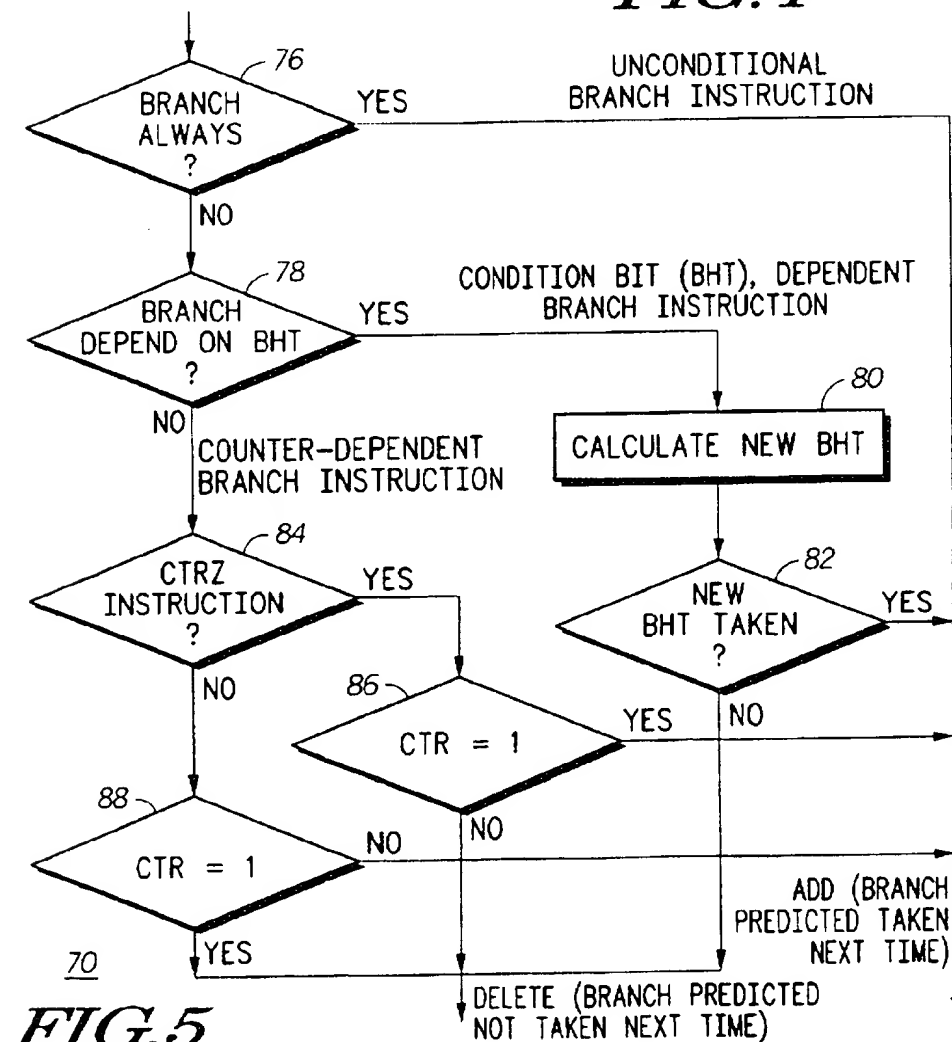 FIG.4
76
BRANCH
ALWAYS
?
YES
UNCONDITIONAL
BRANCH INSTRUCTION
NO
78
BRANCH
DEPEND ON BHT
?
YES
CONDITION BIT (BHT), DEPENDENT
BRANCH INSTRUCTION
NO
COUNTER-DEPENDENT
BRANCH INSTRUCTION
80
CALCULATE NEW BHT
84
CTRZ
INSTRUCTION
?
YES
82
NEW
BHT TAKEN
?
YES
NO
86
CTR = 1
YES
NO
88
CTR = 1
NO
NO
ADD (BRANCH
PREDICTED TAKEN
NEXT TIME)
YES
70
DELETE (BRANCH PREDICTED
NOT TAKEN NEXT TIME)
FIG.5